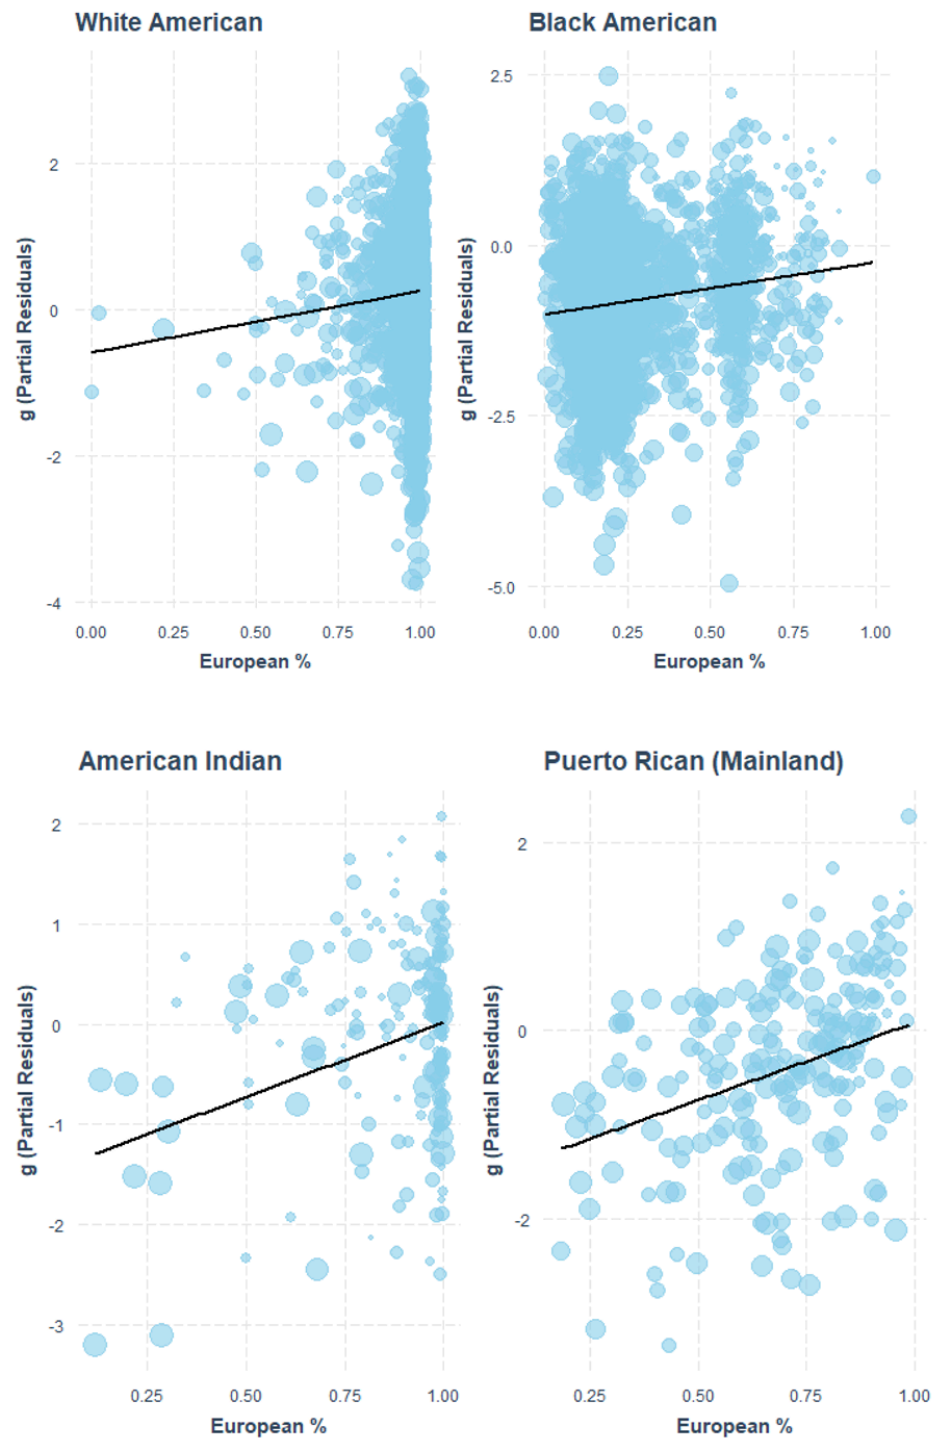 White American
Black American
g (Partial Residuals)
2
0
-2
-4
0.00 0.25 0.50 0.75 1.00
European %
g (Partial Residuals)
2.5
0.0
-2.5
-5.0
0.00 0.25 0.50 0.75 1.00
European %
American Indian
Puerto Rican (Mainland)
g (Partial Residuals)
2
1
0
-1
-2
-3
0.25 0.50 0.75 1.00
European %
g (Partial Residuals)
2
0
-2
0.25 0.50 0.75 1.00
European %